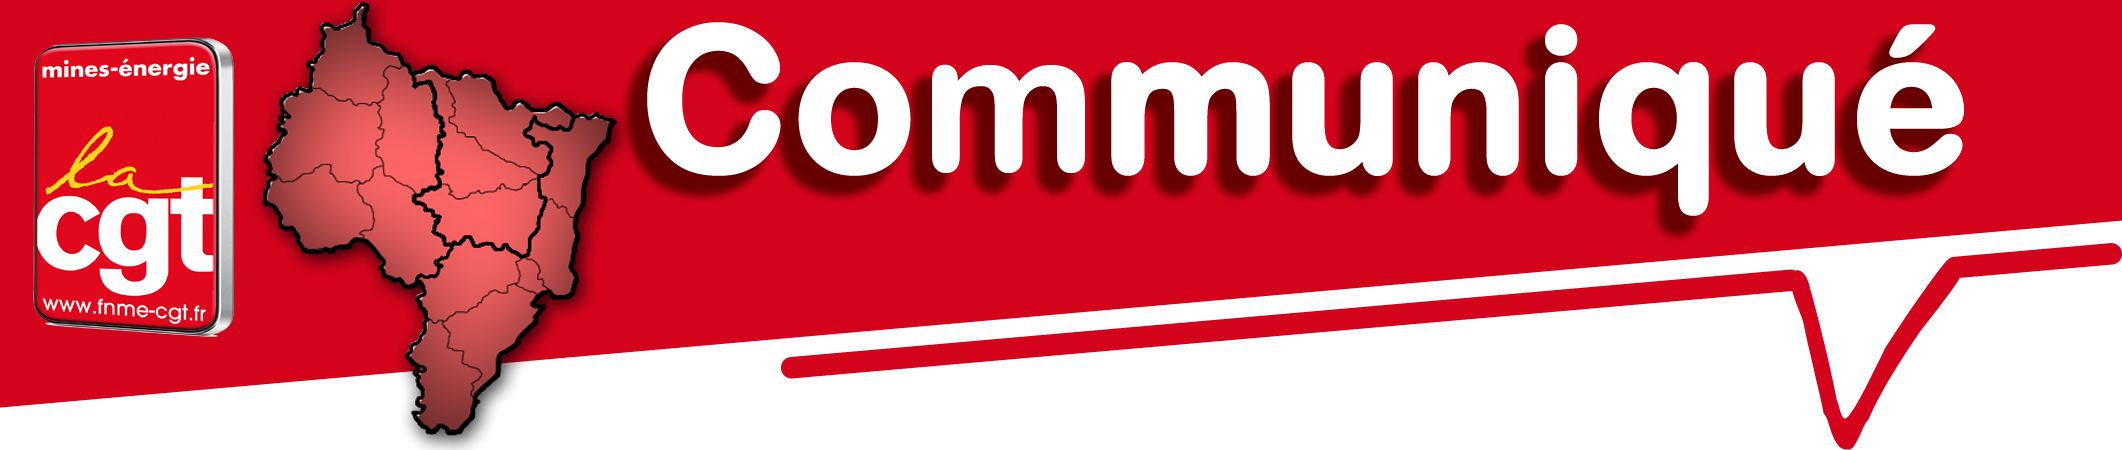 mines-énergie
la
cgt
www.fnme-cgt.fr
Communiqué